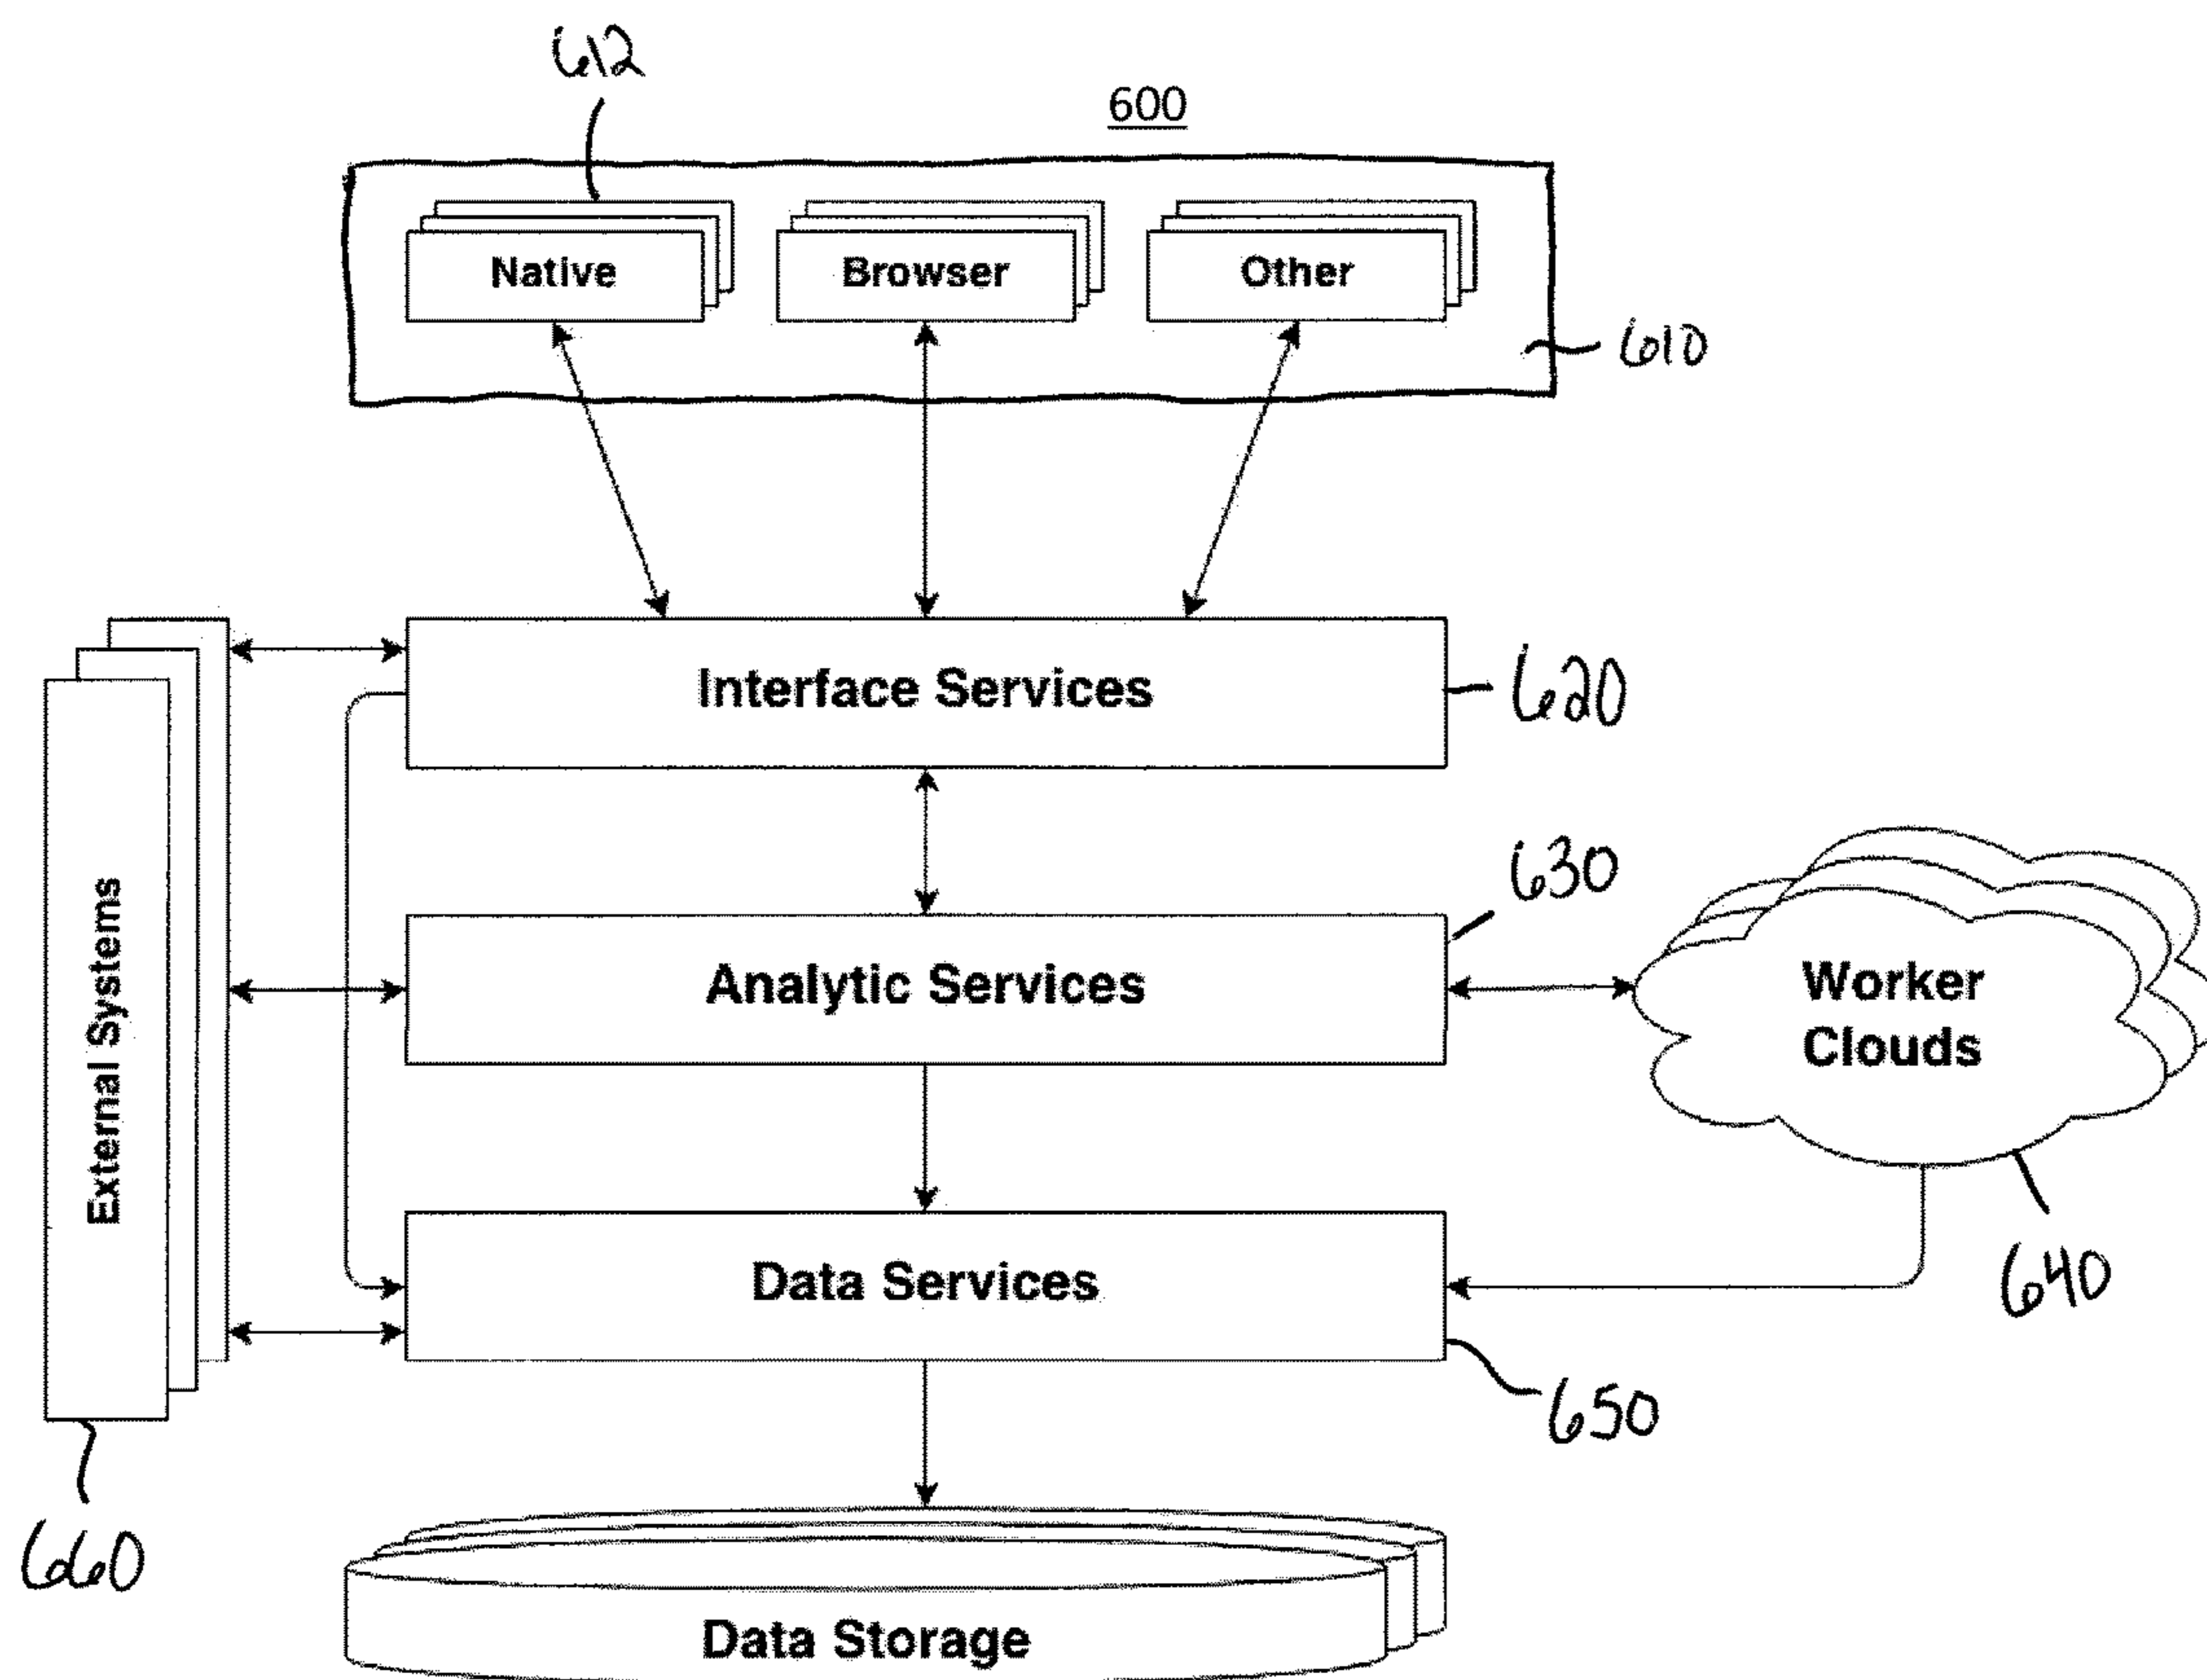 612
600
Native
Browser
Other
610
Interface Services
620
External Systems
630
Analytic Services
Worker
Clouds
Data Services
640
650
660
Data Storage